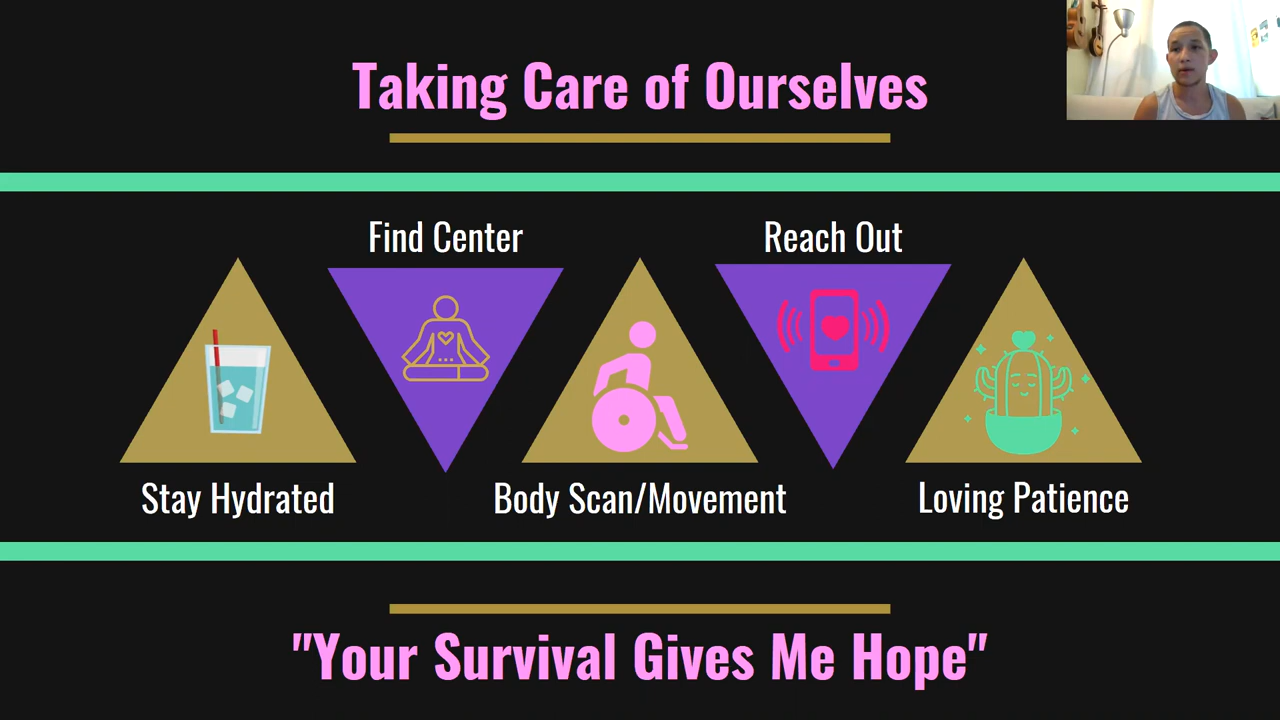 Taking Care of Ourselves
Find Center
Reach Out
Stay Hydrated
Body Scan/Movement
Loving Patience
"Your Survival Gives Me Hope"